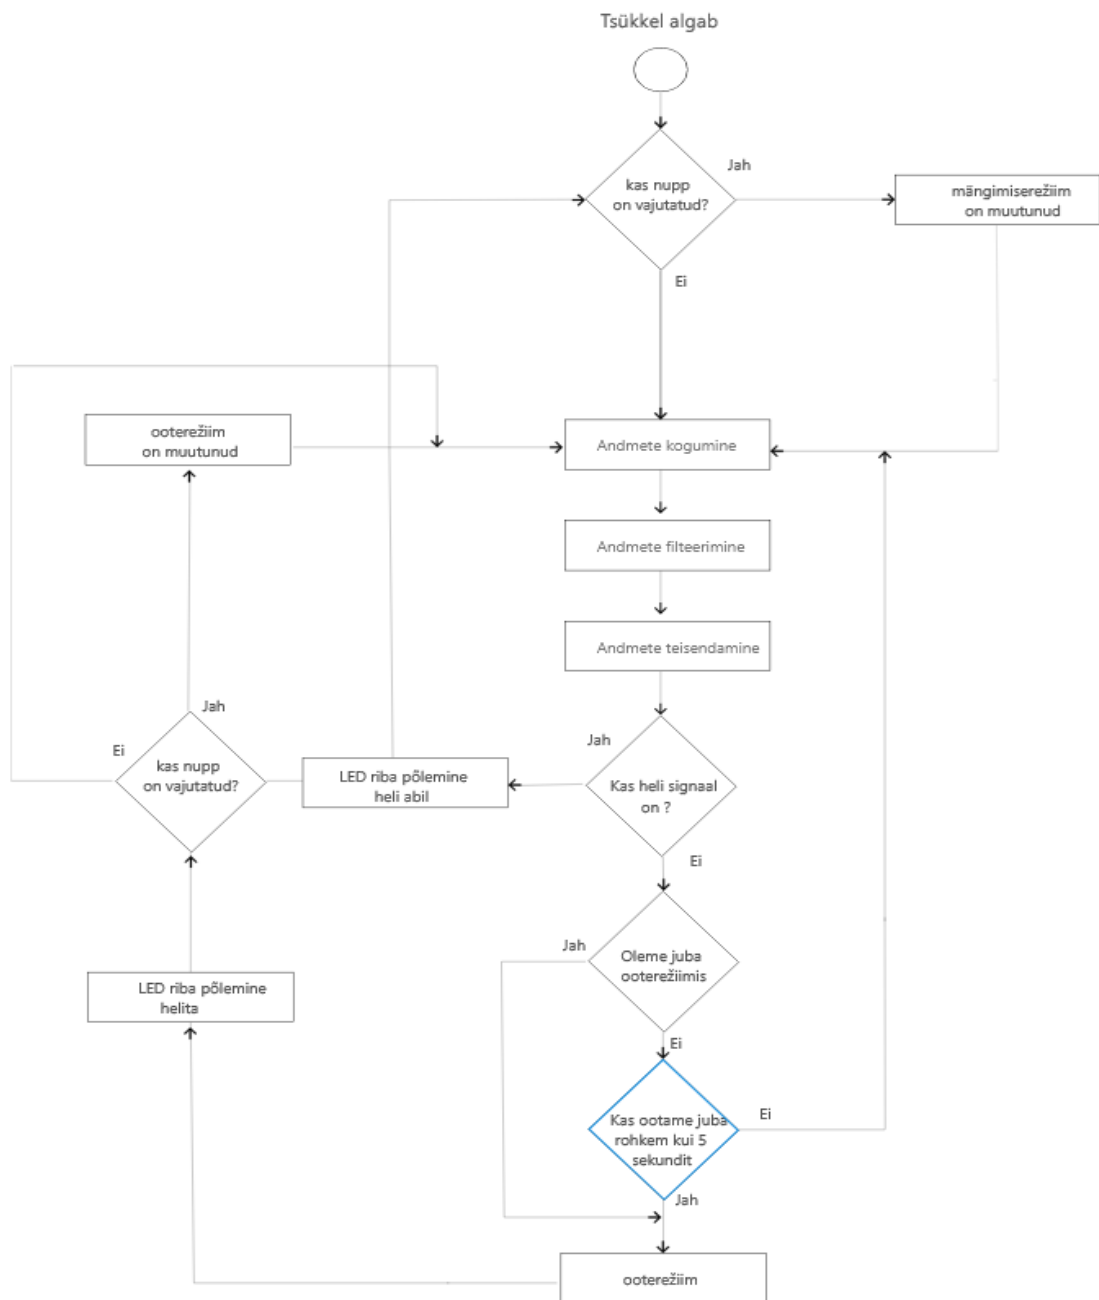 Tsükkel algab
kas nupp
on vajutatud?
Jah
mängimiserežiim
on muutunud
Ei
ooterežiim
on muutunud
Andmete kogumine
Andmete filteerimine
Andmete teisendamine
Jah
Ei
kas nupp
on vajutatud?
LED riba põlemine
heli abil
Jah
Kas heli signaal
on ?
Ei
Jah
Oleme juba
ooterežiimis
LED riba põlemine
helita
Ei
Kas ootame juba
rohkem kui 5
sekundit
Ei
Jah
ooterežiim